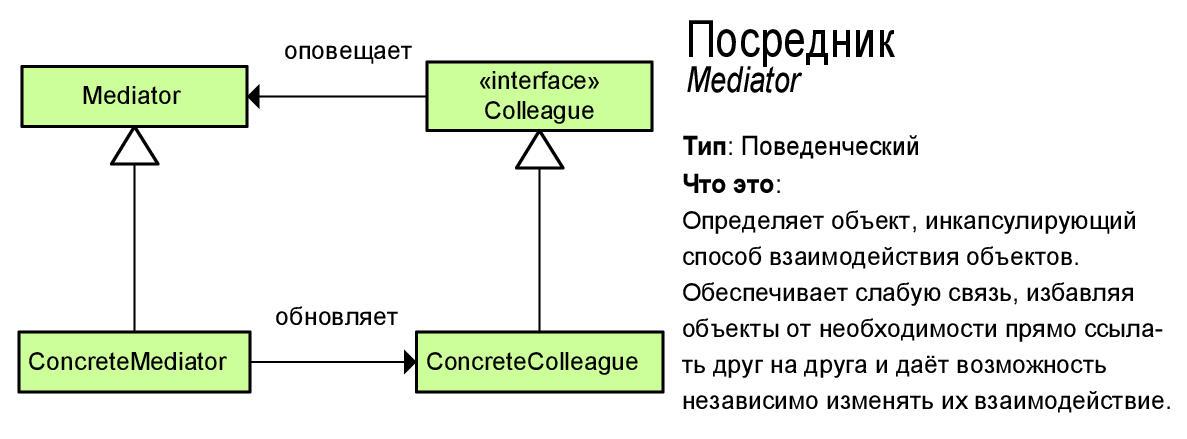 оповещает
Mediator
«interface»
Colleague
обновляет
ConcreteMediator
ConcreteColleague
Посредник
Mediator
Тип: Поведенческий
Что это:
Определяет объект, инкапсулирующий
способ взаимодействия объектов.
Обеспечивает слабую связь, избавляя
объекты от необходимости прямо ссыла-
ть друг на друга и даёт возможность
независимо изменять их взаимодействие.